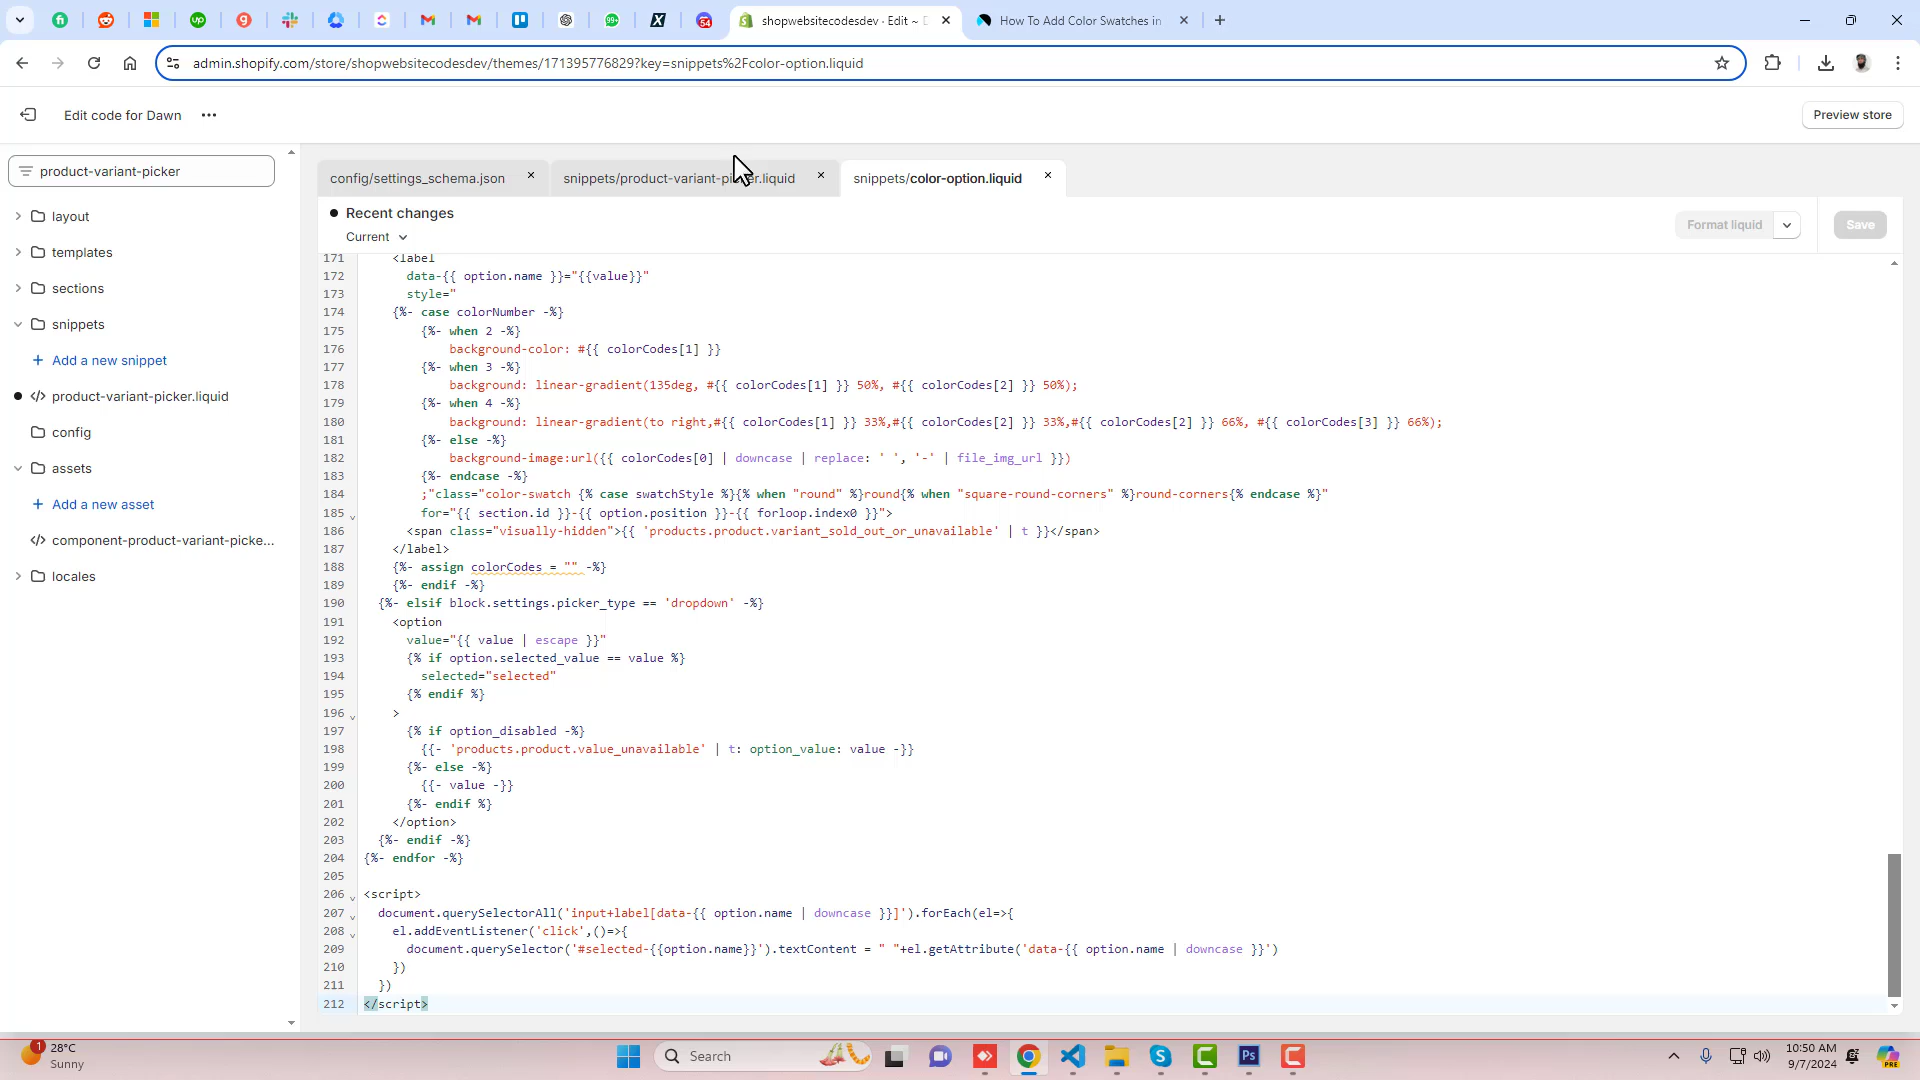 shopwebsitecodesdev · Edit ~ D
How To Add Color Swatches in
admin.shopify.com/store/shopwebsitecodesdev/themes/171395776829?key=snippets%2Fcolor-option.liquid
Edit code for Dawn
Preview store
product-variant-picker
layout
templates
sections
snippets
Add a new snippet
product-variant-picker.liquid
config
assets
Add a new asset
component-product-variant-picke...
locales
config/settings_schema.json
snippets/product-variant-picker.liquid
snippets/color-option.liquid
Recent changes
Current
Format liquid
Save
171 <label
172 data-{{ option.name }}="{{value}}"
173 style="
174 {%- case colorNumber -%}
175 {%- when 2 -%}
176 background-color: #{{ colorCodes[1] }}
177 {%- when 3 -%}
178 background: linear-gradient(135deg, #{{ colorCodes[1] }} 50%, #{{ colorCodes[2] }} 50%);
179 {%- when 4 -%}
180 background: linear-gradient(to right,#{{ colorCodes[1] }} 33%,#{{ colorCodes[2] }} 33%,#{{ colorCodes[2] }} 66%, #{{ colorCodes[3] }} 66%);
181 {%- else -%}
182 background-image:url({{ colorCodes[0] | downcase | replace: ' ', '-' | file_img_url }})
183 {%- endcase -%}
184 ;"class="color-swatch {% case swatchStyle %}{% when "round" %}round{% when "square-round-corners" %}round-corners{% endcase %}"
185 for="{{ section.id }}-{{ option.position }}-{{ forloop.index0 }}">
186 <span class="visually-hidden">{{ 'products.product.variant_sold_out_or_unavailable' | t }}</span>
187 </label>
188 {%- assign colorCodes = "" -%}
189 {%- endif -%}
190 {%- elsif block.settings.picker_type == 'dropdown' -%}
191 <option
192 value="{{ value | escape }}"
193 {% if option.selected_value == value %}
194 selected="selected"
195 {% endif %}
196 >
197 {% if option_disabled -%}
198 {{- 'products.product.value_unavailable' | t: option_value: value -}}
199 {%- else -%}
200 {{- value -}}
201 {%- endif %}
202 </option>
203 {%- endif -%}
204 {%- endfor -%}
205
206 <script>
207 document.querySelectorAll('input+label[data-{{ option.name | downcase }}]').forEach(el=>{
208 el.addEventListener('click',()=>{
209 document.querySelector('#selected-{{option.name}}').textContent = " "+el.getAttribute('data-{{ option.name | downcase }}')
210 })
211 })
212 </script>
1
28°C
Sunny
Search
10:50 AM
9/7/2024